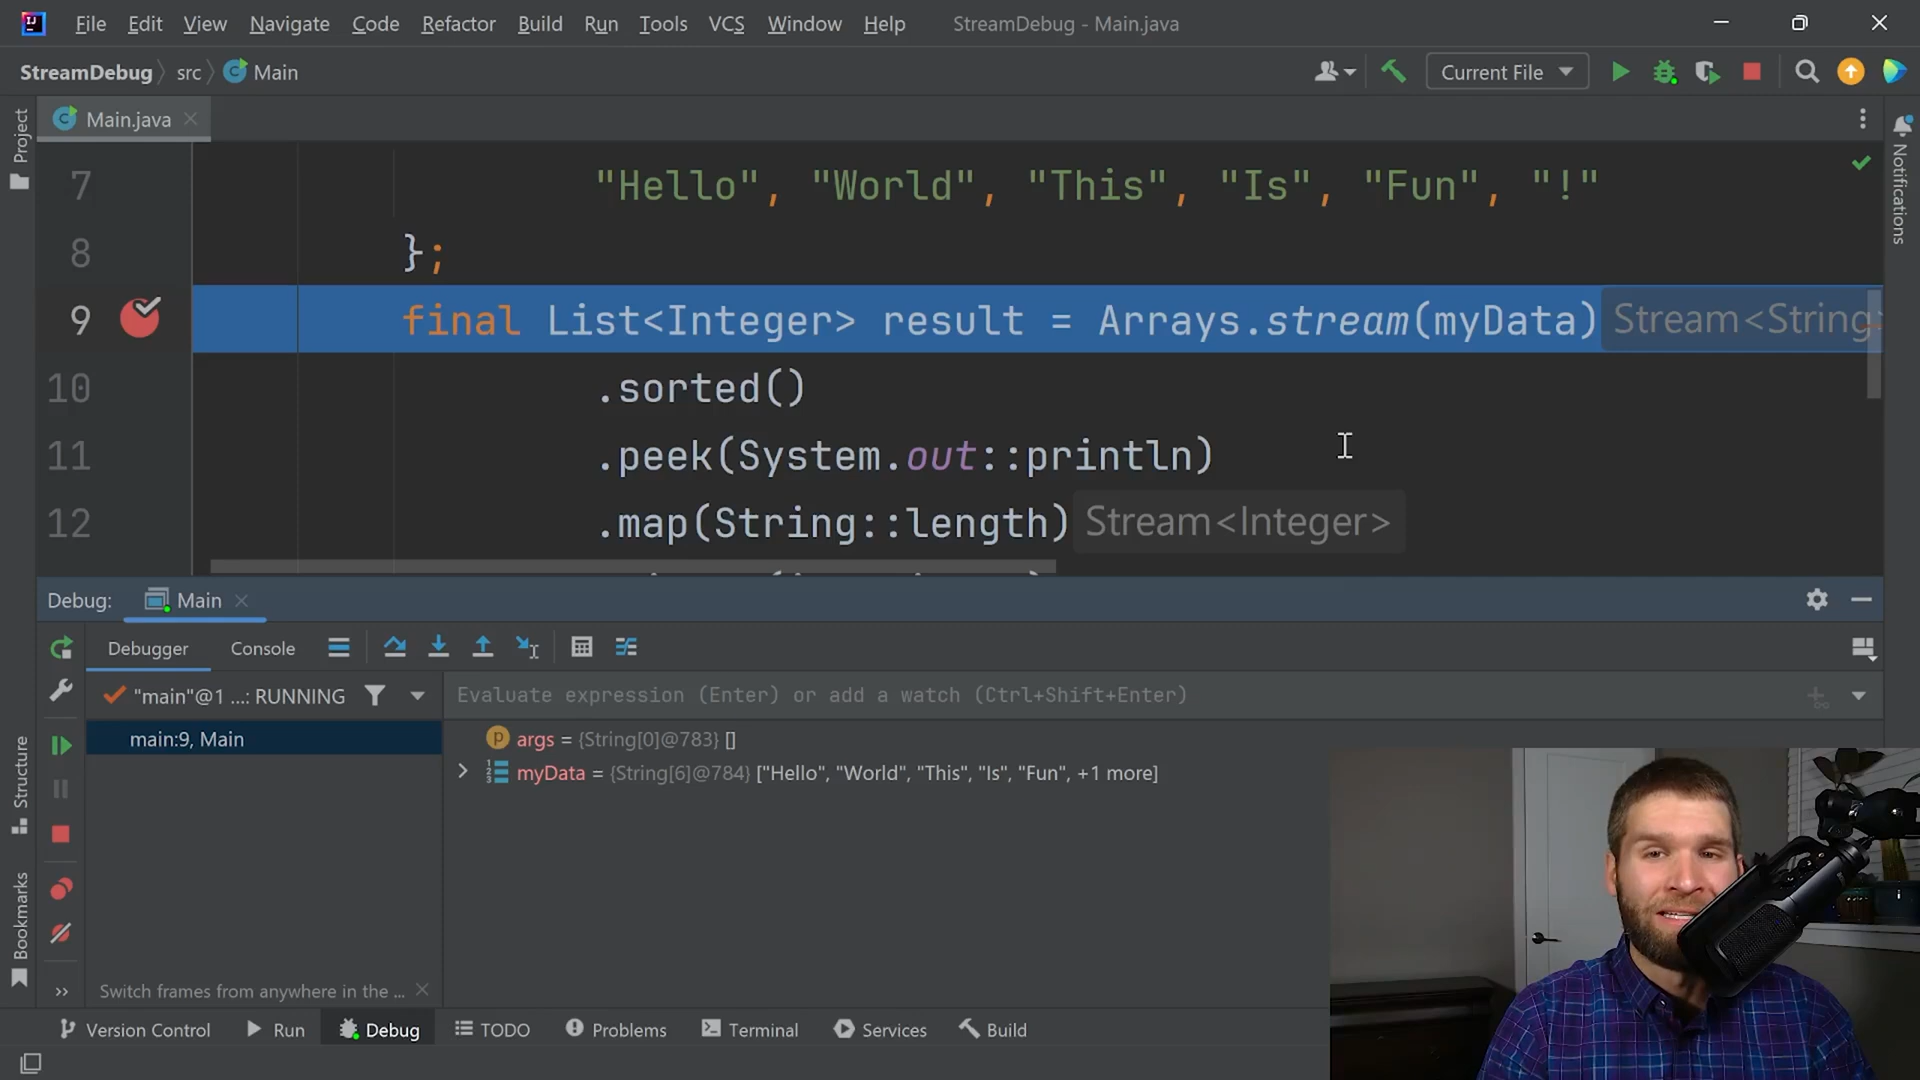 File Edit View Navigate Code Refactor Build Run Tools VCS Window Help StreamDebug - Main.java
StreamDebug src Main Current File
Main.java
Project
Notifications
7 "Hello", "World", "This", "Is", "Fun", "!"
8 };
9 final List<Integer> result = Arrays.stream(myData) Stream<String>
10 .sorted()
11 .peek(System.out::println)
12 .map(String::length) Stream<Integer>
Debug: Main
Debugger Console
"main"@1 ...: RUNNING Evaluate expression (Enter) or add a watch (Ctrl+Shift+Enter)
main:9, Main
args = {String[0]@783} []
myData = {String[6]@784} ["Hello", "World", "This", "Is", "Fun", +1 more]
Structure
Bookmarks
Switch frames from anywhere in the ...
Version Control Run Debug TODO Problems Terminal Services Build